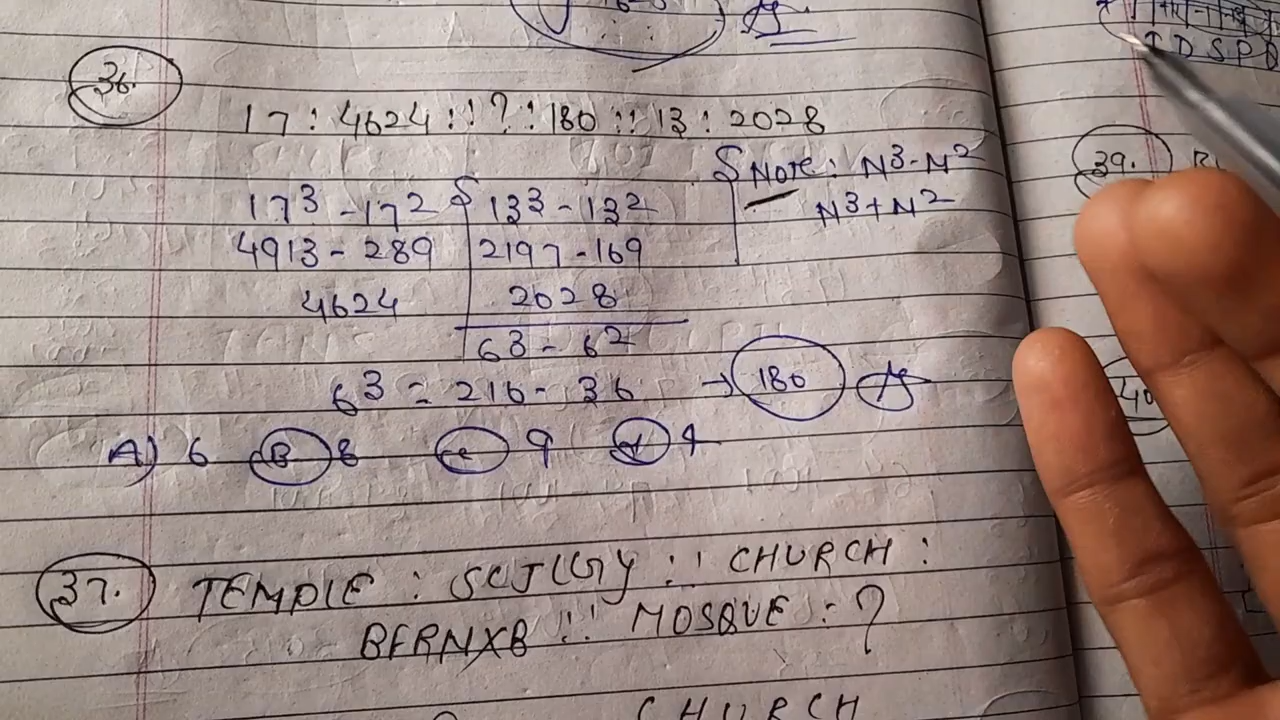 36.
17 : 4624 :: ? : 180 :: 13 : 2028
Note: N³-N²
N³+N²
17³ - 17² 13³ - 13²
4913 - 289 2197 - 169
4624 2028
6³ - 6²
6³ = 216 - 36 → 180
A) 6 B 8 c 9 d 4
37. TEMPLE : SCJLGY :: CHURCH :
BFRNXB :: MOSQUE : ?
CHURCH
39.
40
T D S P D